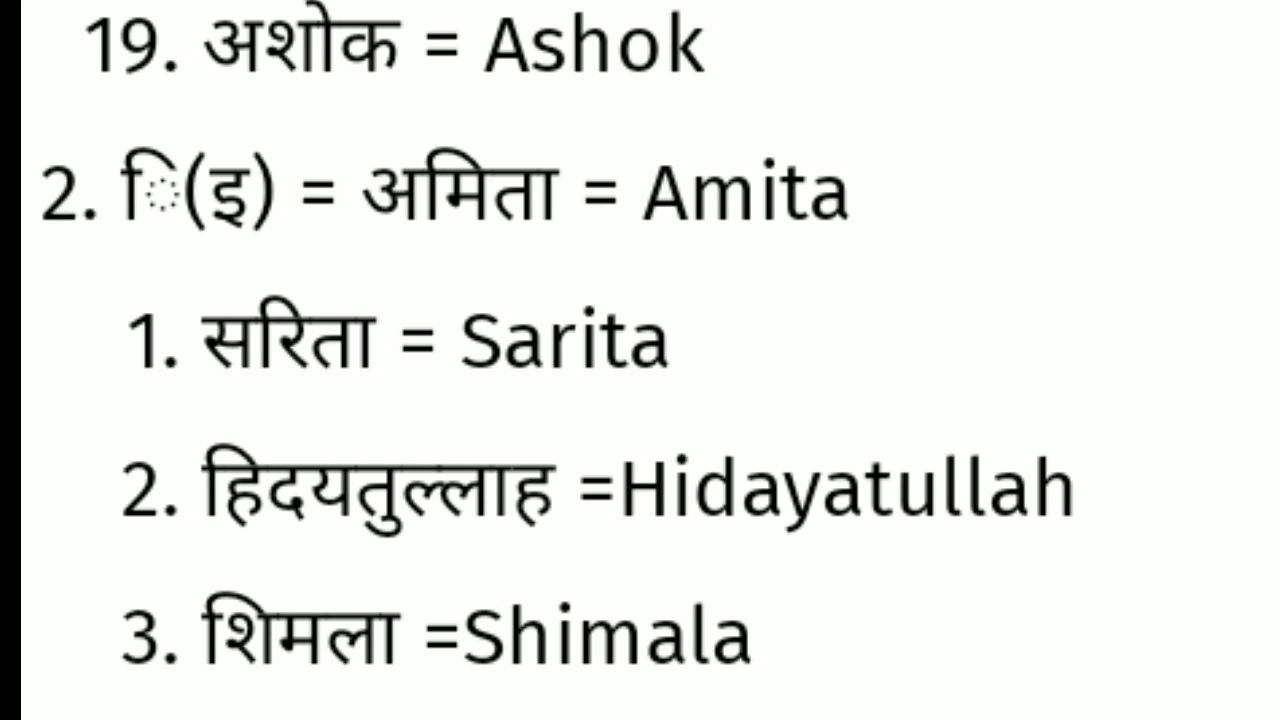 19. अशोक = Ashok
2. ि(इ) = अमिता = Amita
1. सरिता = Sarita
2. हिदयतुल्लाह =Hidayatullah
3. शिमला =Shimala